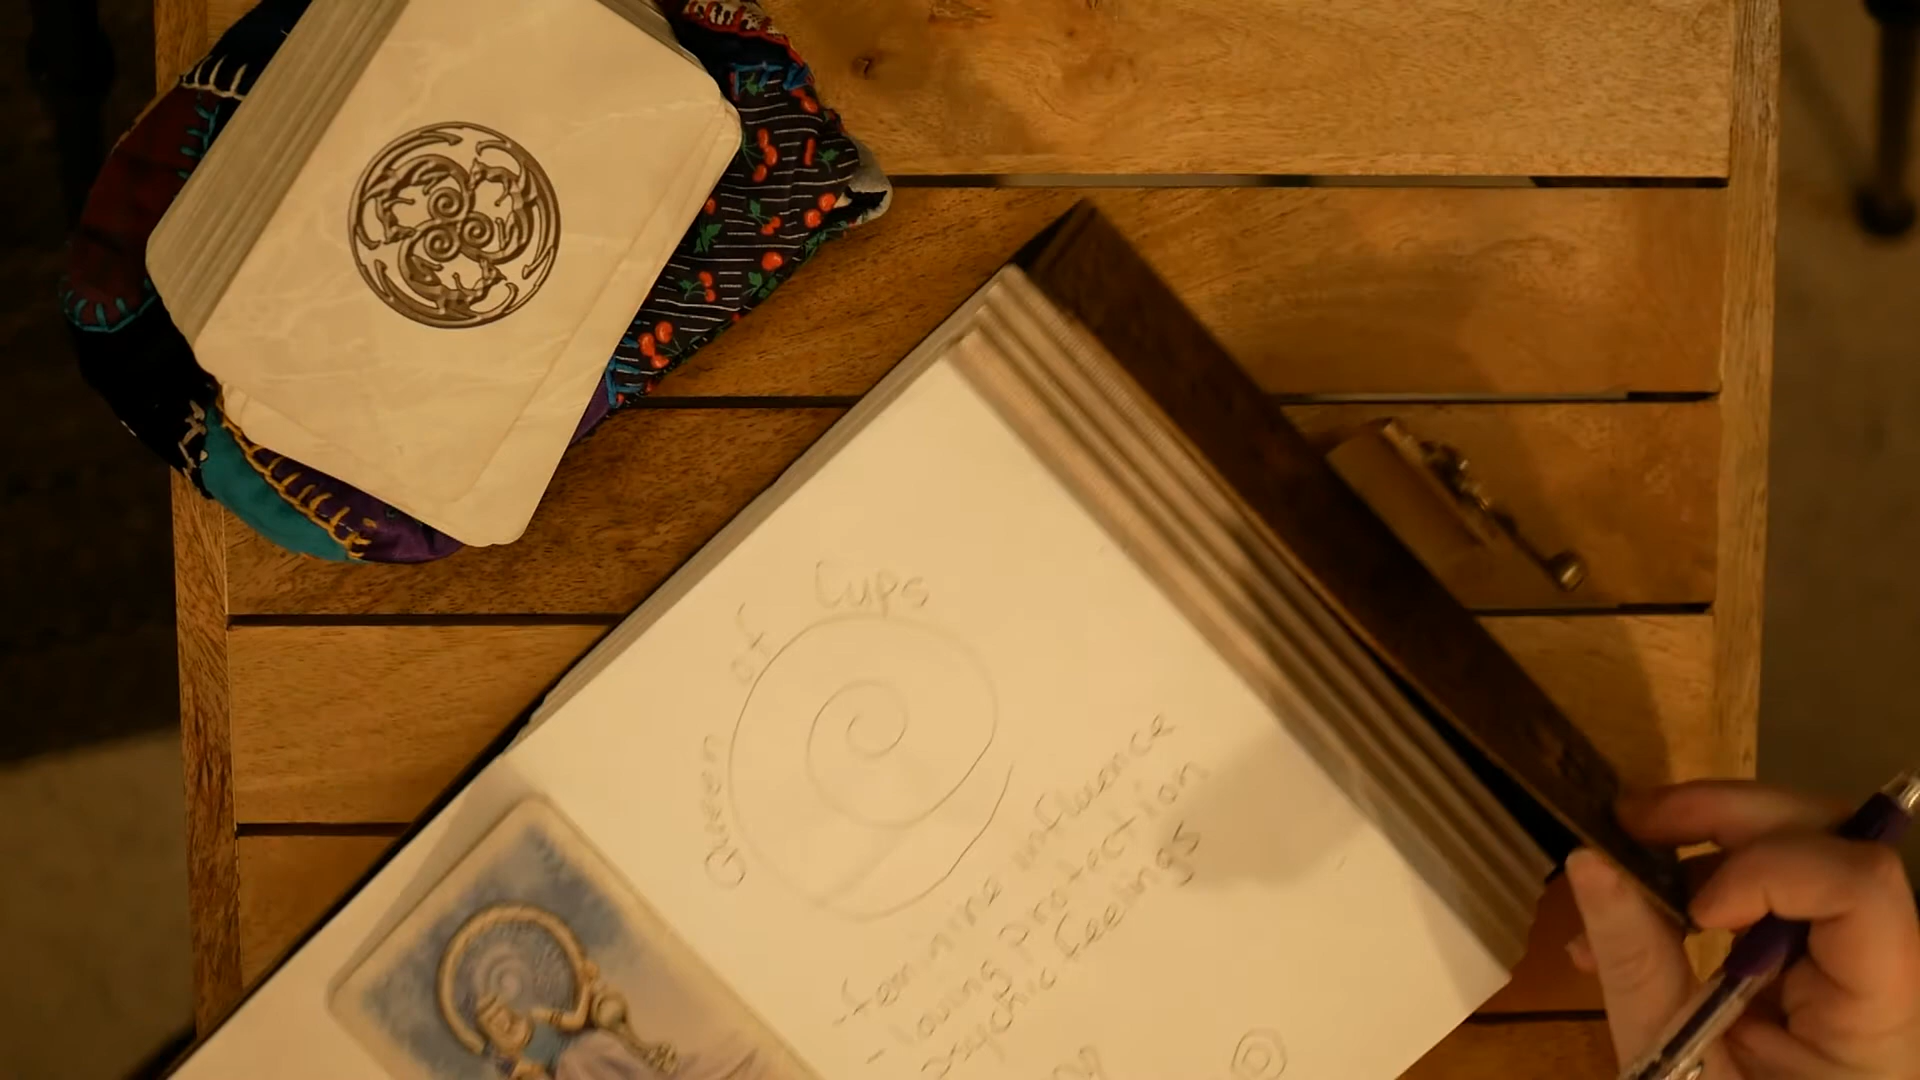 Queen of Cups
- feminine influence
- loving protection
psychic feelings